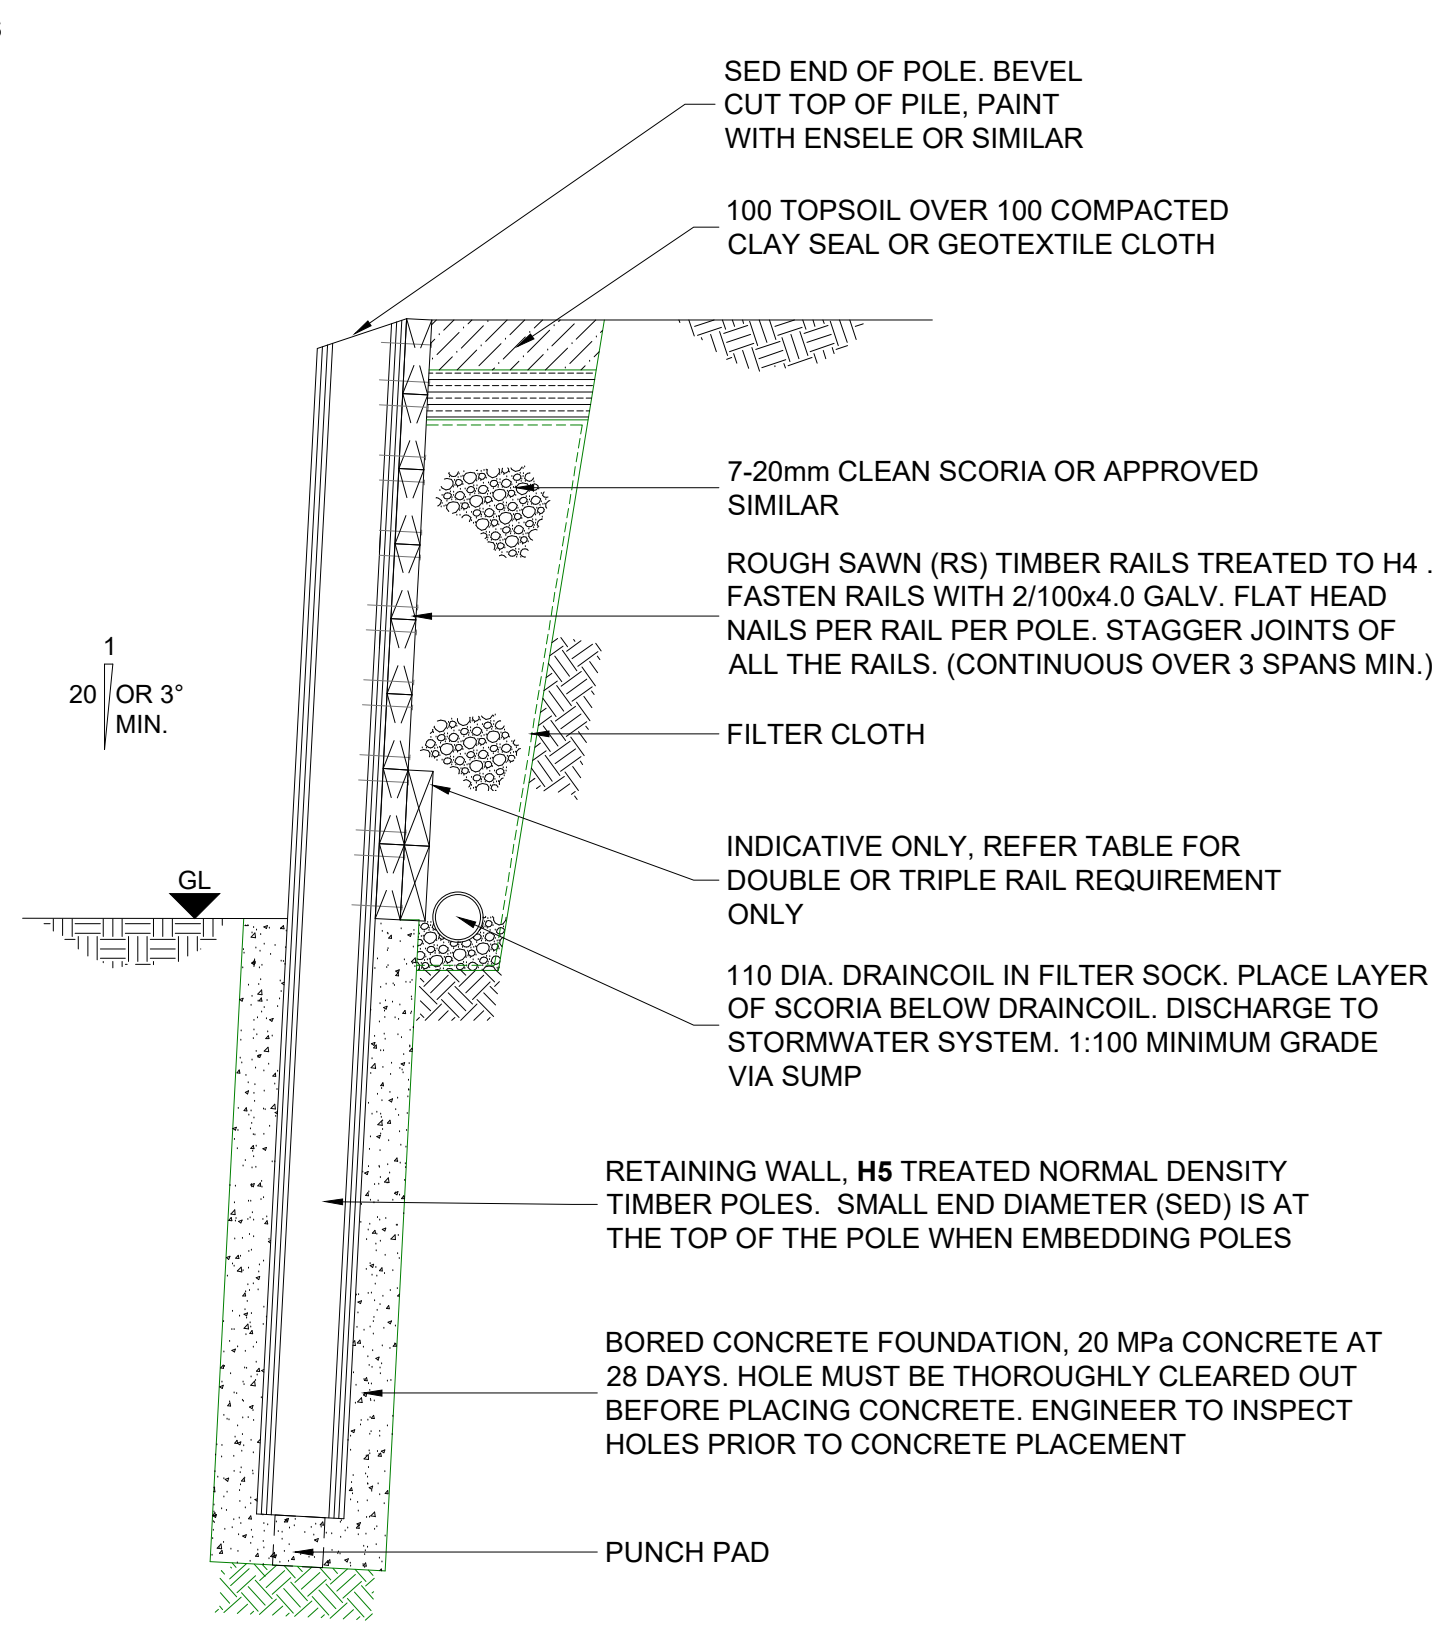 SED END OF POLE. BEVEL
CUT TOP OF PILE, PAINT
WITH ENSELE OR SIMILAR
100 TOPSOIL OVER 100 COMPACTED
CLAY SEAL OR GEOTEXTILE CLOTH
7-20mm CLEAN SCORIA OR APPROVED
SIMILAR
ROUGH SAWN (RS) TIMBER RAILS TREATED TO H4 .
FASTEN RAILS WITH 2/100x4.0 GALV. FLAT HEAD
NAILS PER RAIL PER POLE. STAGGER JOINTS OF
ALL THE RAILS. (CONTINUOUS OVER 3 SPANS MIN.)
1
20 OR 3°
MIN.
FILTER CLOTH
INDICATIVE ONLY, REFER TABLE FOR
DOUBLE OR TRIPLE RAIL REQUIREMENT
ONLY
GL
110 DIA. DRAINCOIL IN FILTER SOCK. PLACE LAYER
OF SCORIA BELOW DRAINCOIL. DISCHARGE TO
STORMWATER SYSTEM. 1:100 MINIMUM GRADE
VIA SUMP
RETAINING WALL, H5 TREATED NORMAL DENSITY
TIMBER POLES. SMALL END DIAMETER (SED) IS AT
THE TOP OF THE POLE WHEN EMBEDDING POLES
BORED CONCRETE FOUNDATION, 20 MPa CONCRETE AT
28 DAYS. HOLE MUST BE THOROUGHLY CLEARED OUT
BEFORE PLACING CONCRETE. ENGINEER TO INSPECT
HOLES PRIOR TO CONCRETE PLACEMENT
PUNCH PAD